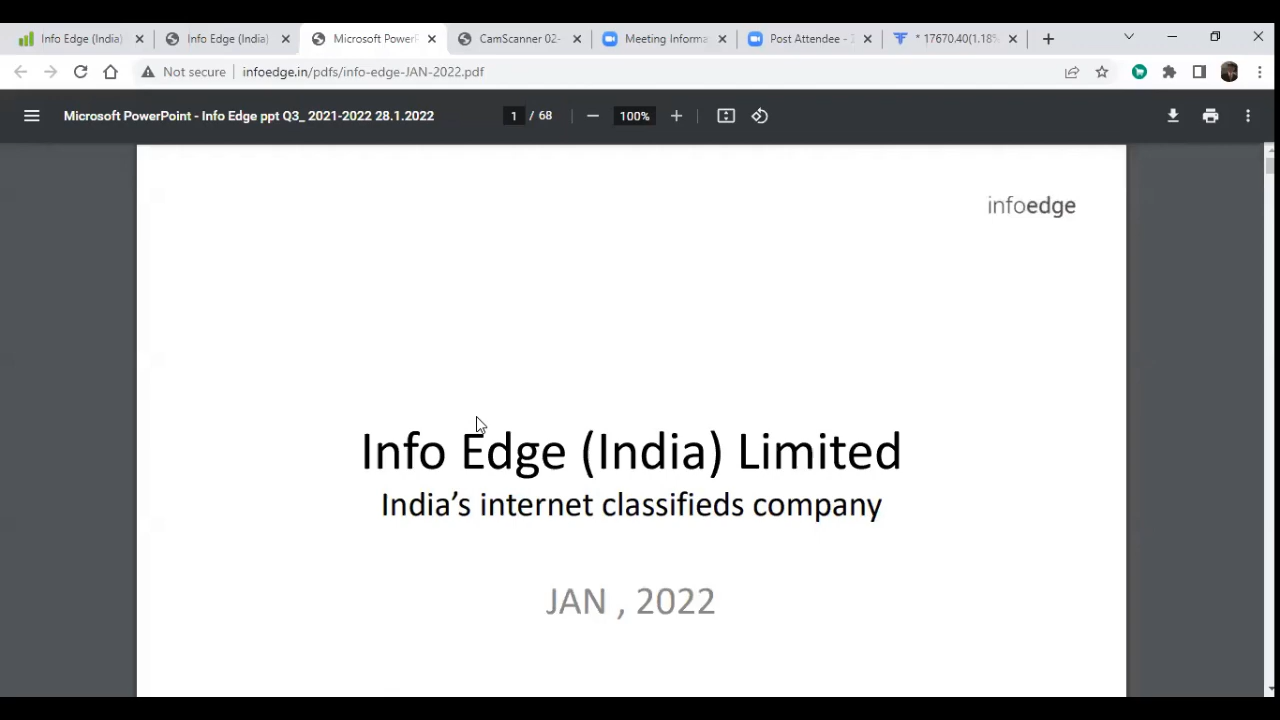 Info Edge (India)
Info Edge (India)
Microsoft PowerP
CamScanner 02-
Meeting Informa
Post Attendee -
* 17670.40(1.18%
Not secure
infoedge.in/pdfs/info-edge-JAN-2022.pdf
Microsoft PowerPoint - Info Edge ppt Q3_ 2021-2022 28.1.2022
1 / 68
100%
infoedge
Info Edge (India) Limited
India's internet classifieds company
JAN , 2022